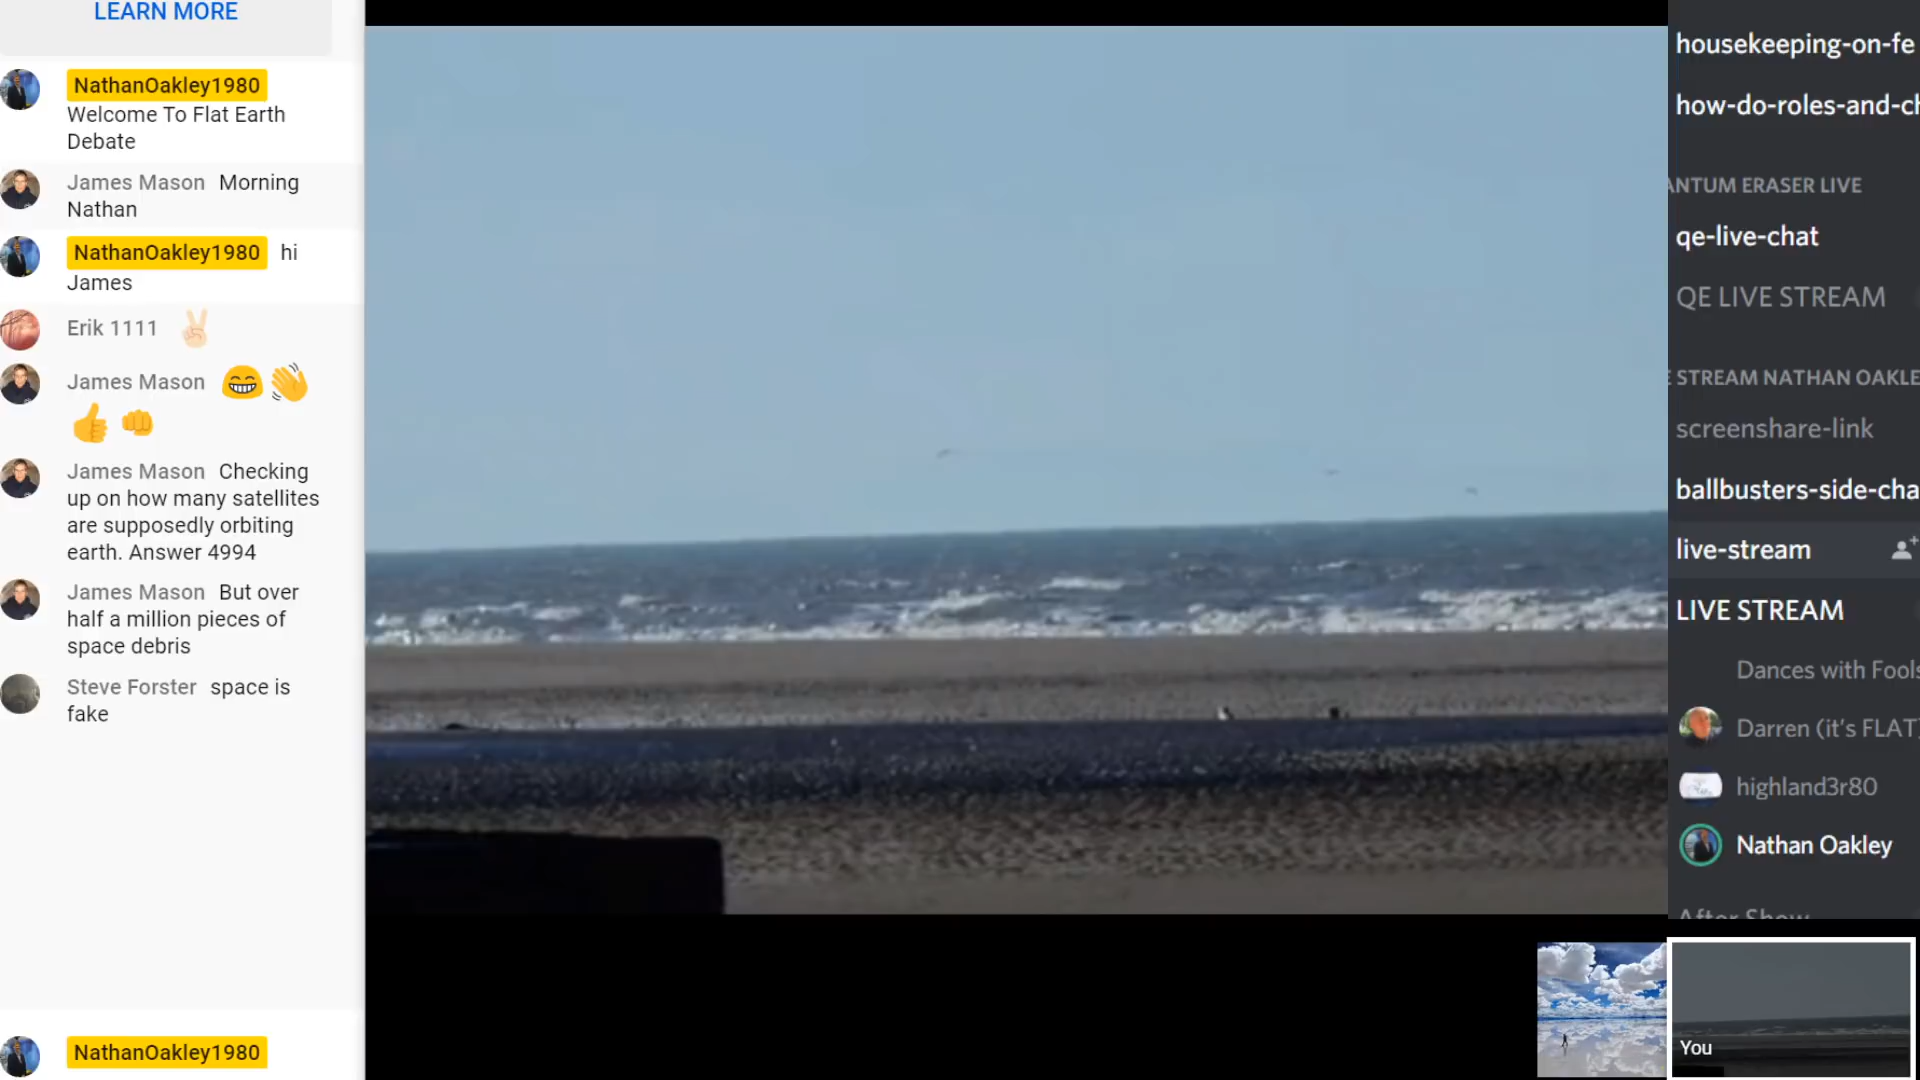 LEARN MORE
NathanOakley1980
Welcome To Flat Earth
Debate
James Mason Morning
Nathan
NathanOakley1980 hi
James
Erik 1111 ✌🏻
James Mason 😁👋
👍👊
James Mason Checking
up on how many satellites
are supposedly orbiting
earth. Answer 4994
James Mason But over
half a million pieces of
space debris
Steve Forster space is
fake
NathanOakley1980
housekeeping-on-fe
how-do-roles-and-ch
ANTUM ERASER LIVE
qe-live-chat
QE LIVE STREAM
E STREAM NATHAN OAKLE
screenshare-link
ballbusters-side-cha
live-stream
LIVE STREAM
Dances with Fools
Darren (it's FLAT)
highland3r80
Nathan Oakley
After Show
You